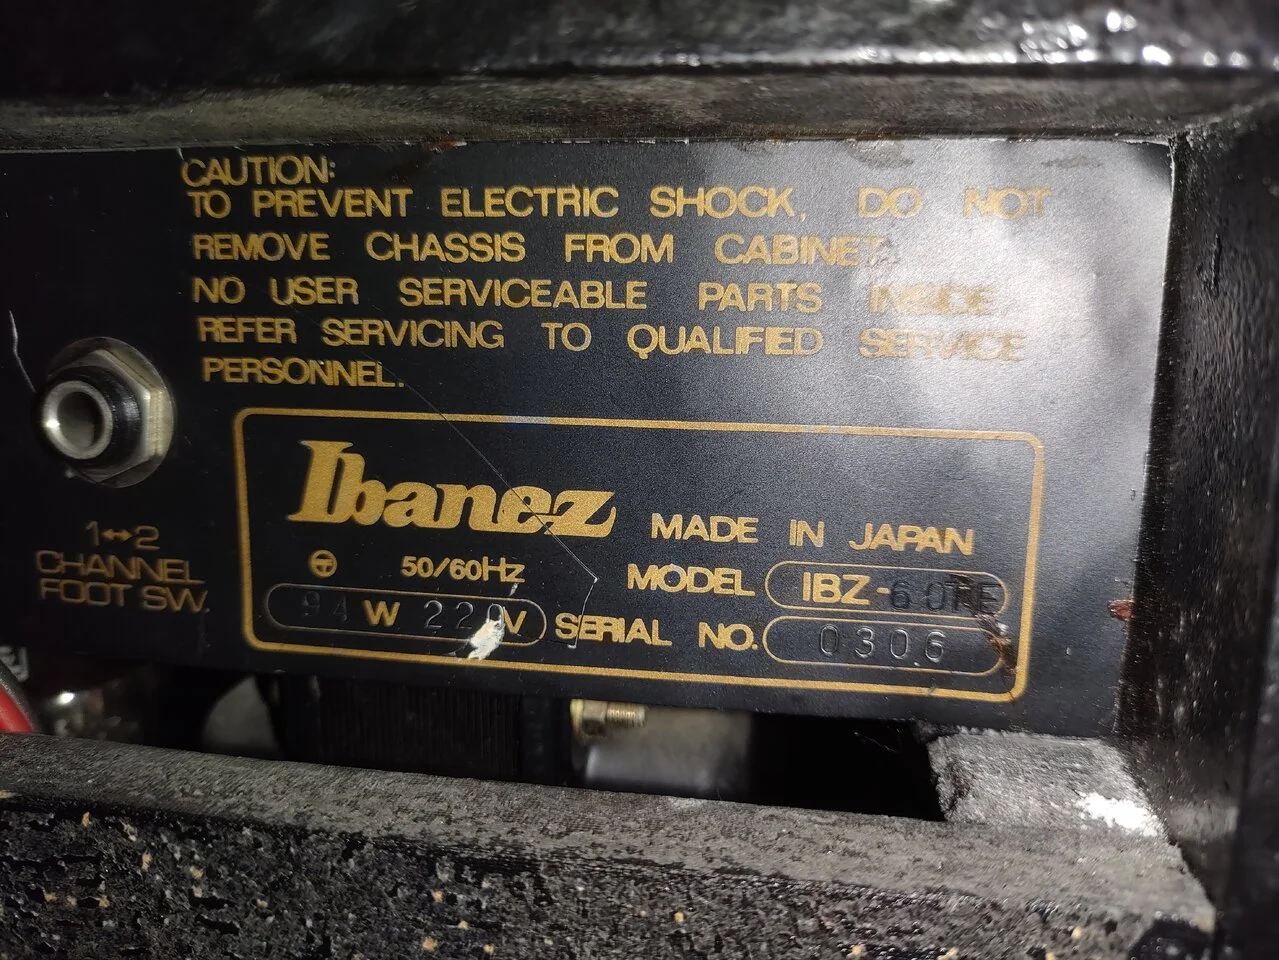 CAUTION:
TO PREVENT ELECTRIC SHOCK, DO NOT
REMOVE CHASSIS FROM CABINET
NO USER SERVICEABLE PARTS INSIDE,
REFER SERVICING TO QUALIFIED SERVICE
PERSONNEL.
1↔2
CHANNEL
FOOT SW.
Ibanez MADE IN JAPAN
50/60Hz MODEL IBZ-60RE
94 W 220V SERIAL NO. 0306